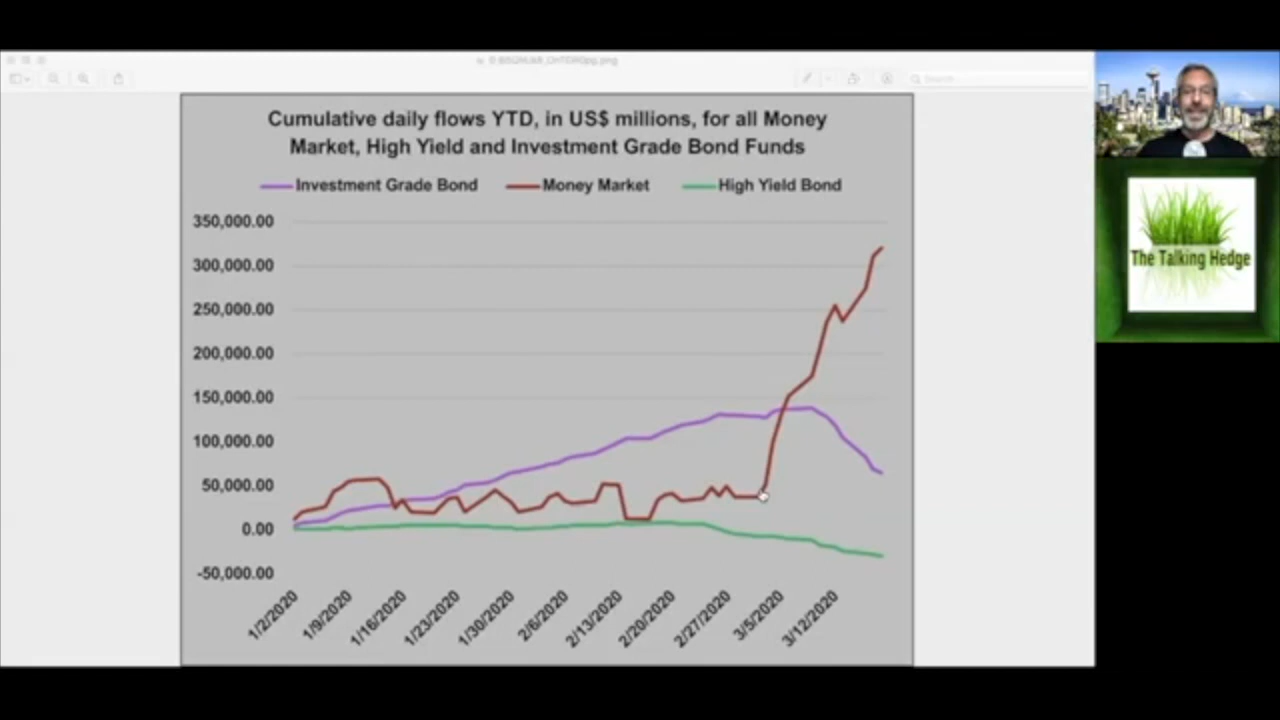 Cumulative daily flows YTD, in US$ millions, for all Money
Market, High Yield and Investment Grade Bond Funds
Investment Grade Bond Money Market High Yield Bond
350,000.00
300,000.00
250,000.00
200,000.00
150,000.00
100,000.00
50,000.00
0.00
-50,000.00
1/2/2020 1/9/2020 1/16/2020 1/23/2020 1/30/2020 2/6/2020 2/13/2020 2/20/2020 2/27/2020 3/5/2020 3/12/2020
Search
The Talking Hedge